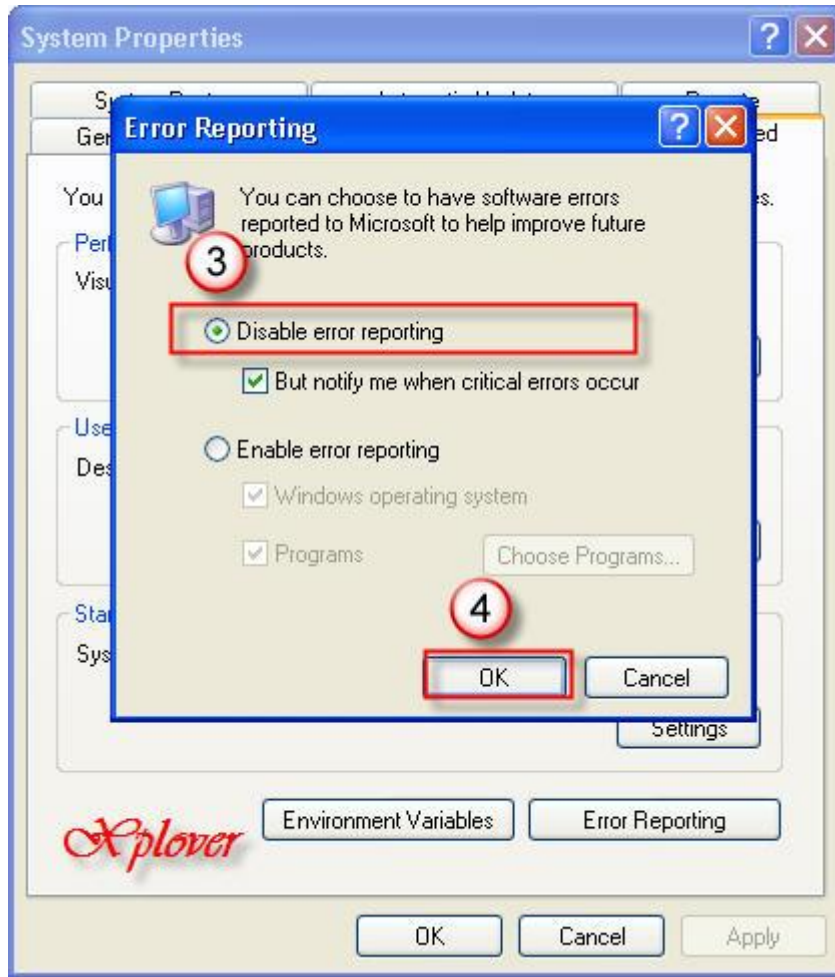 System Properties
Error Reporting
You can choose to have software errors
reported to Microsoft to help improve future
products.
3
Disable error reporting
But notify me when critical errors occur
Enable error reporting
Windows operating system
Programs
Choose Programs...
4
OK
Cancel
You
Settings
Xplover
Environment Variables
Error Reporting
OK
Cancel
Apply